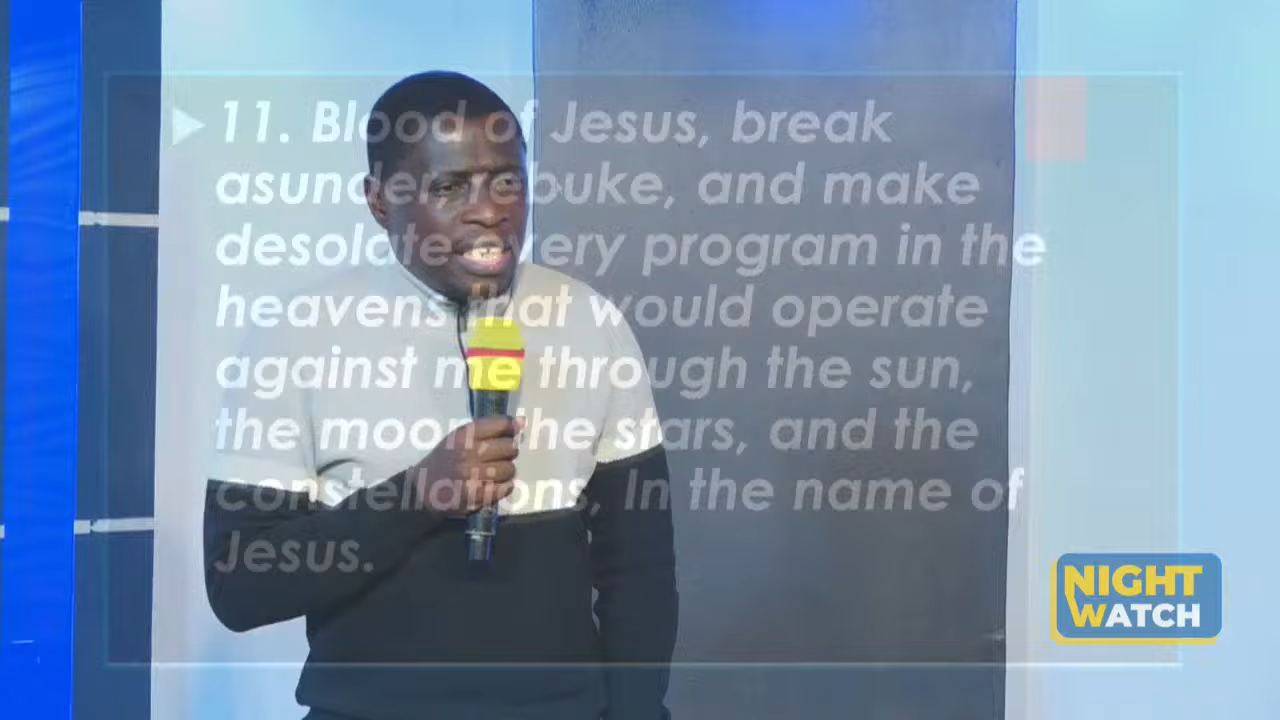 11. Blood of Jesus, break
asunder, rebuke, and make
desolate every program in the
heavens that would operate
against me through the sun,
the moon, the stars, and the
constellations, In the name of
Jesus.
NIGHT
WATCH